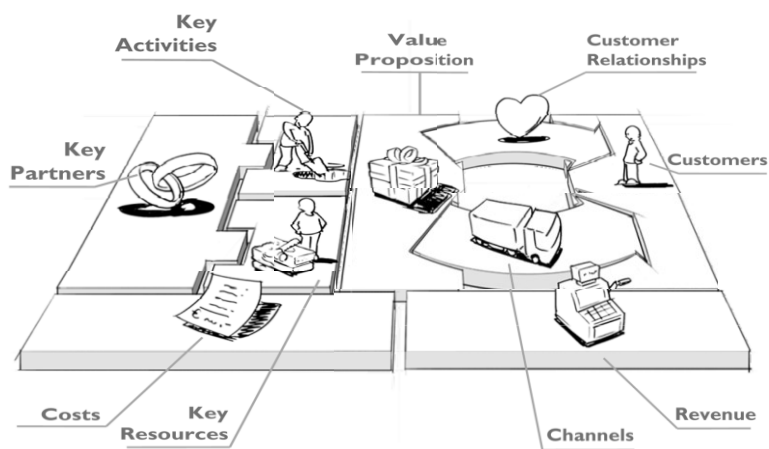 Key
Activities
Value
Proposition
Customer
Relationships
Key
Partners
Customers
Costs
Key
Resources
Channels
Revenue